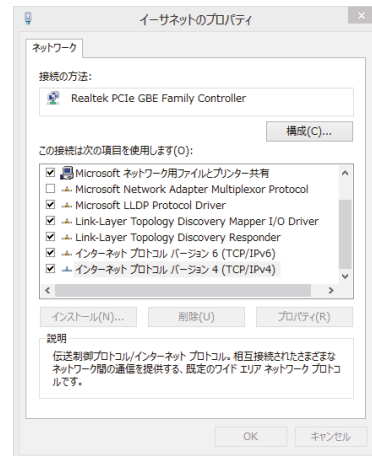 イーサネットのプロパティ
ネットワーク
接続の方法:
Realtek PCIe GBE Family Controller
構成(C)...
この接続は次の項目を使用します(O):
Microsoft ネットワーク用ファイルとプリンター共有
Microsoft Network Adapter Multiplexor Protocol
Microsoft LLDP Protocol Driver
Link-Layer Topology Discovery Mapper I/O Driver
Link-Layer Topology Discovery Responder
インターネット プロトコル バージョン 6 (TCP/IPv6)
インターネット プロトコル バージョン 4 (TCP/IPv4)
インストール(N)... 削除(U) プロパティ(R)
説明
伝送制御プロトコル/インターネット プロトコル。相互接続されたさまざまな
ネットワーク間の通信を提供する、既定のワイド エリア ネットワーク プロトコ
ルです。
OK キャンセル